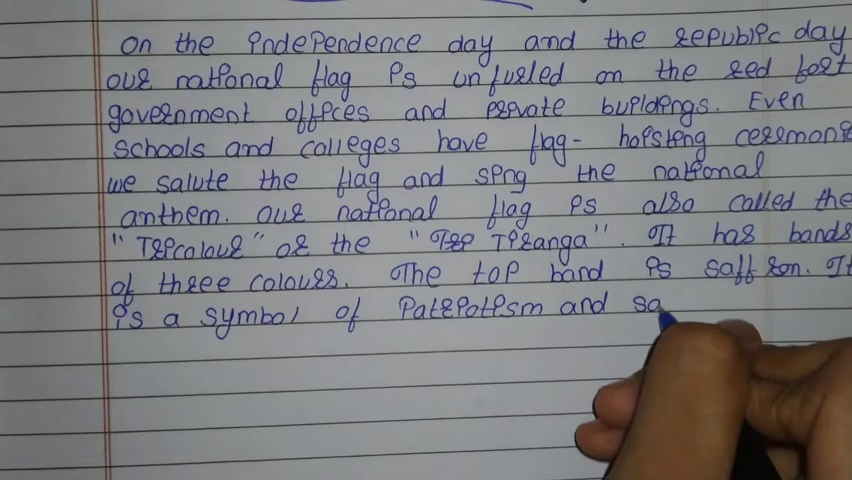 On the independence day and the republic day
our national flag is unfurled on the red fort
government offices and private buildings. Even
schools and colleges have flag- hoisting ceremony
we salute the flag and sing the national
anthem. Our national flag is also called the
"Tricolour" or the "Tiranga". It has bands
of three colours. The top band is saffron. It
is a symbol of Patriotism and sa